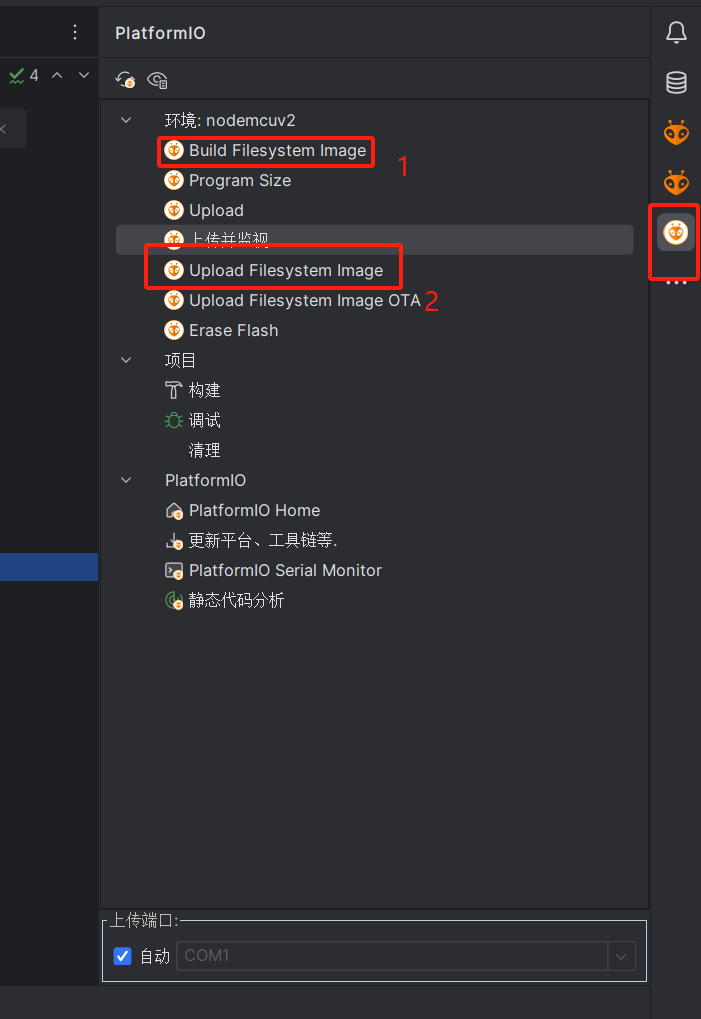 PlatformIO
4
环境: nodemcuv2
Build Filesystem Image
1
Program Size
Upload
上传并监视
Upload Filesystem Image
Upload Filesystem Image OTA
2
Erase Flash
项目
构建
调试
清理
PlatformIO
PlatformIO Home
更新平台、工具链等.
PlatformIO Serial Monitor
静态代码分析
上传端口:
自动 COM1